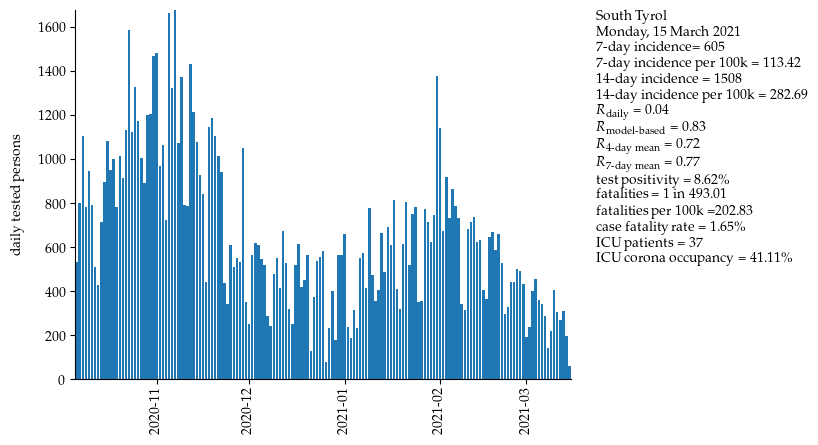 1600
1400
1200
1000
800
600
400
200
0
daily tested persons
2020-11
2020-12
2021-01
2021-02
2021-03
South Tyrol
Monday, 15 March 2021
7-day incidence= 605
7-day incidence per 100k = 113.42
14-day incidence = 1508
14-day incidence per 100k = 282.69
R daily = 0.04
R model-based = 0.83
R 4-day mean = 0.72
R 7-day mean = 0.77
test positivity = 8.62%
fatalities = 1 in 493.01
fatalities per 100k =202.83
case fatality rate = 1.65%
ICU patients = 37
ICU corona occupancy = 41.11%